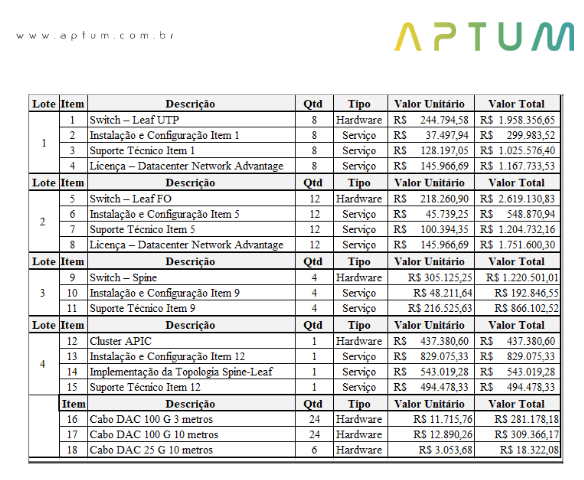 www.aptum.com.br
APTUM
Lote Item Descrição Qtd Tipo Valor Unitário Valor Total
1 Switch – Leaf UTP 8 Hardware R$ 244.794,58 R$ 1.958.356,65
2 Instalação e Configuração Item 1 8 Serviço R$ 37.497,94 R$ 299.983,52
1
3 Suporte Técnico Item 1 8 Serviço R$ 128.197,05 R$ 1.025.576,40
4 Licença – Datacenter Network Advantage 8 Serviço R$ 145.966,69 R$ 1.167.733,53
Lote Item Descrição Qtd Tipo Valor Unitário Valor Total
5 Switch – Leaf FO 12 Hardware R$ 218.260,90 R$ 2.619.130,83
6 Instalação e Configuração Item 5 12 Serviço R$ 45.739,25 R$ 548.870,94
2
7 Suporte Técnico Item 5 12 Serviço R$ 100.394,35 R$ 1.204.732,16
8 Licença – Datacenter Network Advantage 12 Serviço R$ 145.966,69 R$ 1.751.600,30
Lote Item Descrição Qtd Tipo Valor Unitário Valor Total
9 Switch – Spine 4 Hardware R$ 305.125,25 R$ 1.220.501,01
3 10 Instalação e Configuração Item 9 4 Serviço R$ 48.211,64 R$ 192.846,55
11 Suporte Técnico Item 9 4 Serviço R$ 216.525,63 R$ 866.102,52
Lote Item Descrição Qtd Tipo Valor Unitário Valor Total
12 Cluster APIC 1 Hardware R$ 437.380,60 R$ 437.380,60
13 Instalação e Configuração Item 12 1 Serviço R$ 829.075,33 R$ 829.075,33
4
14 Implementação da Topologia Spine-Leaf 1 Serviço R$ 543.019,28 R$ 543.019,28
15 Suporte Técnico Item 12 1 Serviço R$ 494.478,33 R$ 494.478,33
Item Descrição Qtd Tipo Valor Unitário Valor Total
16 Cabo DAC 100 G 3 metros 24 Hardware R$ 11.715,76 R$ 281.178,18
17 Cabo DAC 100 G 10 metros 24 Hardware R$ 12.890,26 R$ 309.366,17
18 Cabo DAC 25 G 10 metros 6 Hardware R$ 3.053,68 R$ 18.322,08